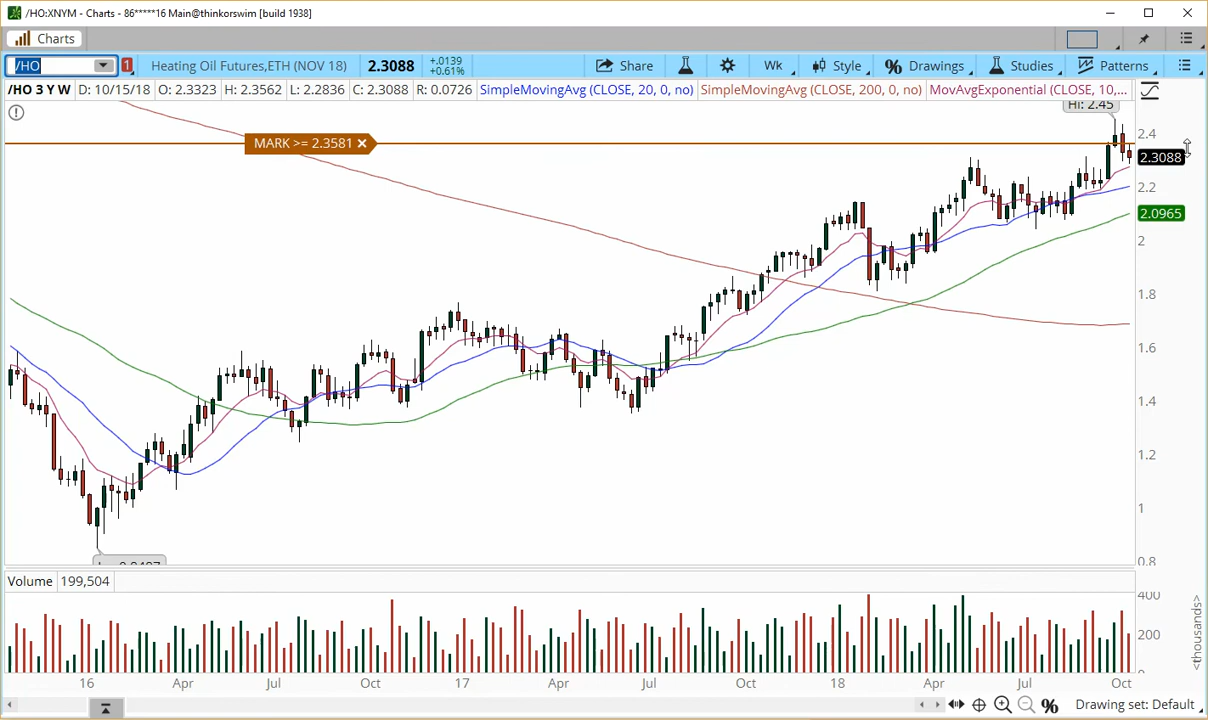 /HO:XNYM - Charts - 86*****16 Main@thinkorswim [build 1938]
Charts
/HO 1 Heating Oil Futures,ETH (NOV 18) 2.3088 +.0139 +0.61% Share Wk Style Drawings Studies Patterns
/HO 3 Y W D: 10/15/18 O: 2.3323 H: 2.3562 L: 2.2836 C: 2.3088 R: 0.0726 SimpleMovingAvg (CLOSE, 20, 0, no) SimpleMovingAvg (CLOSE, 200, 0, no) MovAvgExponential (CLOSE, 10,...
Hi: 2.45
2.4
MARK >= 2.3581
2.3088
2.2
2.0965
2
1.8
1.6
1.4
1.2
1
0.8
Volume 199,504
400
200
0
<thousands>
16 Apr Jul Oct 17 Apr Jul Oct 18 Apr Jul Oct
Drawing set: Default